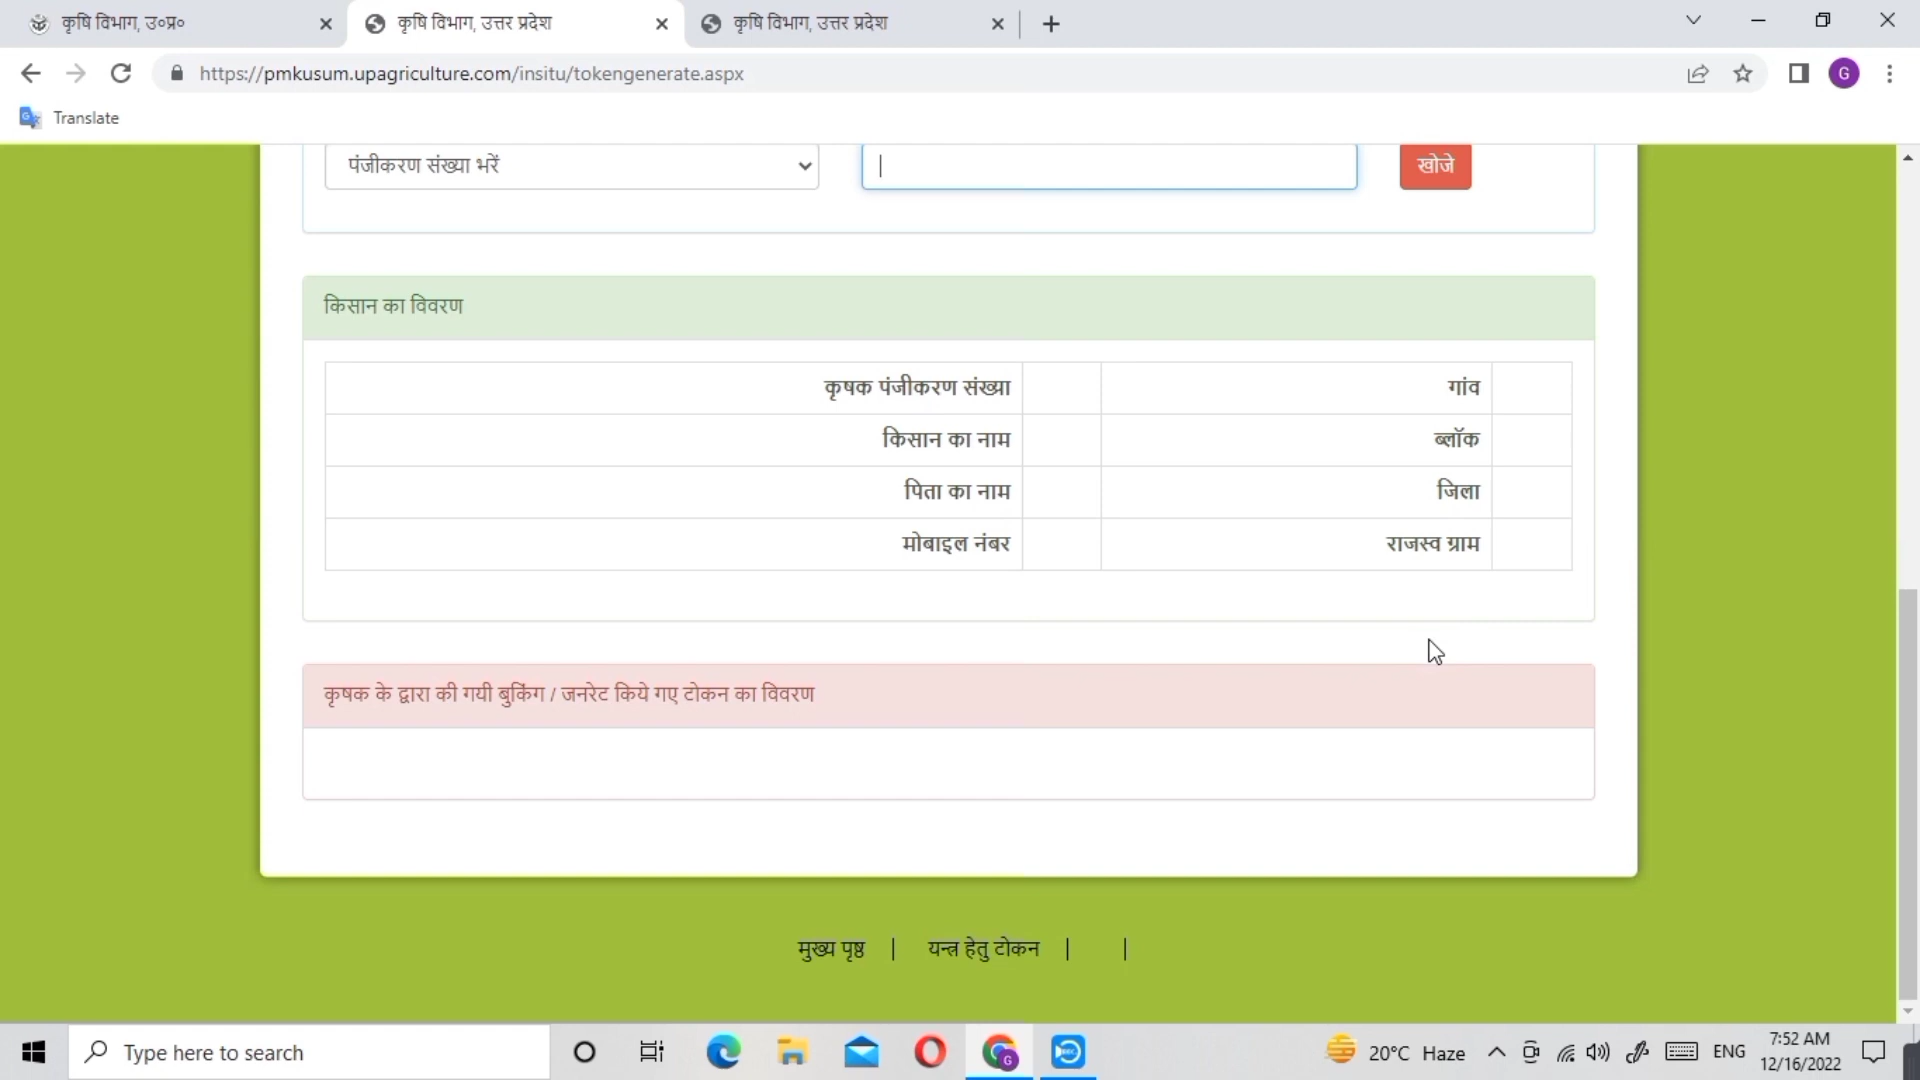 कृषि विभाग, उ०प्र०
कृषि विभाग, उत्तर प्रदेश
कृषि विभाग, उत्तर प्रदेश
https://pmkusum.upagriculture.com/insitu/tokengenerate.aspx
G
Translate
पंजीकरण संख्या भरें
खोजे
किसान का विवरण
कृषक पंजीकरण संख्या गांव
किसान का नाम ब्लॉक
पिता का नाम जिला
मोबाइल नंबर राजस्व ग्राम
कृषक के द्वारा की गयी बुकिंग / जनरेट किये गए टोकन का विवरण
मुख्य पृष्ठ | यन्त्र हेतु टोकन | |
Type here to search
20°C Haze
ENG
7:52 AM
12/16/2022